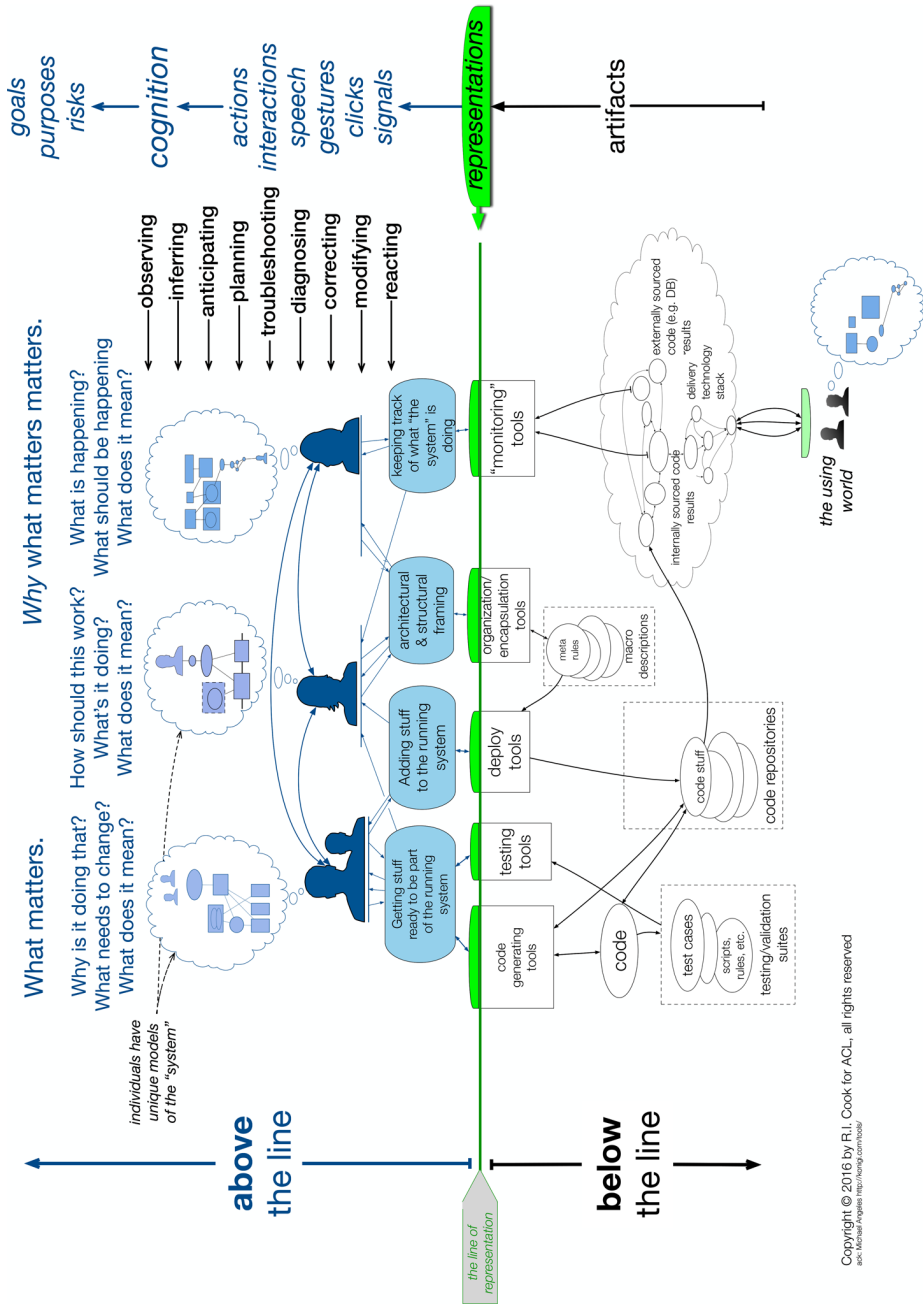 What matters.
Why what matters matters.
Why is it doing that?
What needs to change?
What does it mean?
How should this work?
What's it doing?
What does it mean?
What is happening?
What should be happening
What does it mean?
goals
purposes
risks
cognition
actions
interactions
speech
gestures
clicks
signals
representations
artifacts
individuals have
unique models
of the “system”
observing
inferring
anticipating
planning
troubleshooting
diagnosing
correcting
modifying
reacting
above
the line
Getting stuff
ready to be part
of the running
system
Adding stuff
to the running
system
architectural
& structural
framing
keeping track
of what “the
system” is
doing
the line of
representation
code
generating
tools
testing
tools
deploy
tools
organization/
encapsulation
tools
“monitoring”
tools
below
the line
code
test cases
scripts,
rules, etc.
testing/validation
suites
code stuff
code repositories
meta
rules
macro
descriptions
internally sourced code
results
externally sourced
code (e.g. DB)
results
delivery
technology
stack
the using
world
Copyright © 2016 by R.I. Cook for ACL, all rights reserved
ack: Michael Angeles http://konigi.com/tools/